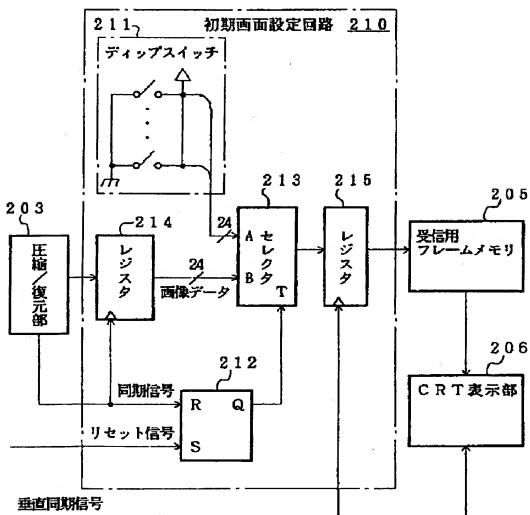 211
初期画面設定回路 210
ディップスイッチ
203
圧縮/復元部
214
レジスタ
24
24
画像データ
213
A
B
セレクタ
T
215
レジスタ
205
受信用
フレームメモリ
206
CRT表示部
同期信号
リセット信号
212
R Q
S
垂直同期信号